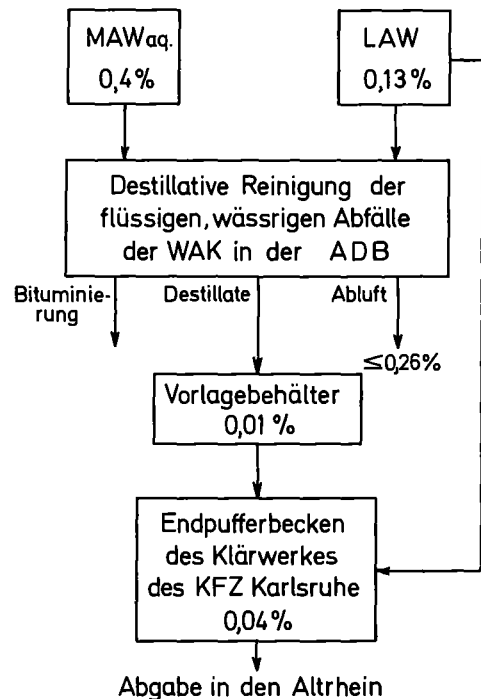 MAWaq.
0,4%
LAW
0,13%
Destillative Reinigung der
flüssigen, wässrigen Abfälle
der WAK in der ADB
Bituminie-
rung
Destillate
Abluft
≤0,26%
Vorlagebehälter
0,01%
Endpufferbecken
des Klärwerkes
des KFZ Karlsruhe
0,04%
Abgabe in den Altrhein